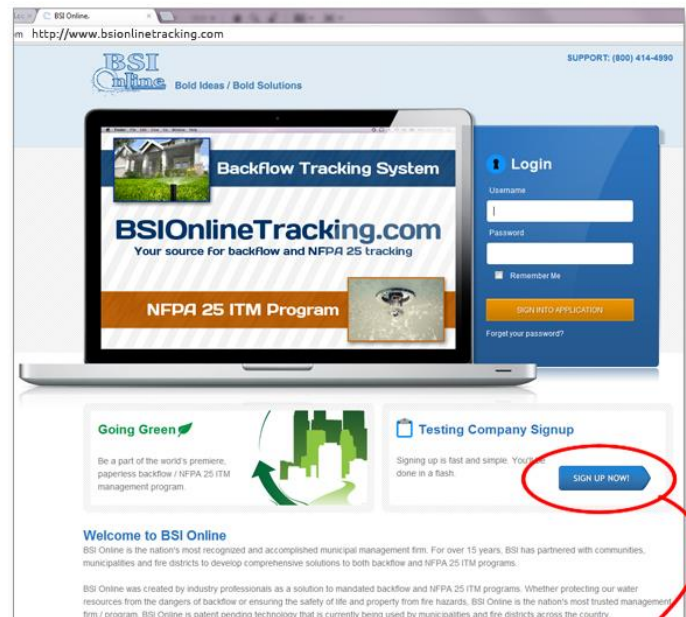 BSI Online.
http://www.bsionlinetracking.com
BSI
Online
Bold Ideas / Bold Solutions
SUPPORT: (800) 414-4990
Backflow Tracking System
BSIOnlineTracking.com
Your source for backflow and NFPA 25 tracking
NFPA 25 ITM Program
Login
Username
Password
Remember Me
SIGN INTO APPLICATION
Forget your password?
Going Green
Be a part of the world's premiere,
paperless backflow / NFPA 25 ITM
management program.
Testing Company Signup
Signing up is fast and simple. You'll be
done in a flash.
SIGN UP NOW!
Welcome to BSI Online
BSI Online is the nation's most recognized and accomplished municipal management firm. For over 15 years, BSI has partnered with communities,
municipalities and fire districts to develop comprehensive solutions to both backflow and NFPA 25 ITM programs.
BSI Online was created by industry professionals as a solution to mandated backflow and NFPA 25 ITM programs. Whether protecting our water
resources from the dangers of backflow or ensuring the safety of life and property from fire hazards, BSI Online is the nation's most trusted management
firm / program. BSI Online is patent pending technology that is currently being used by municipalities and fire districts across the country.